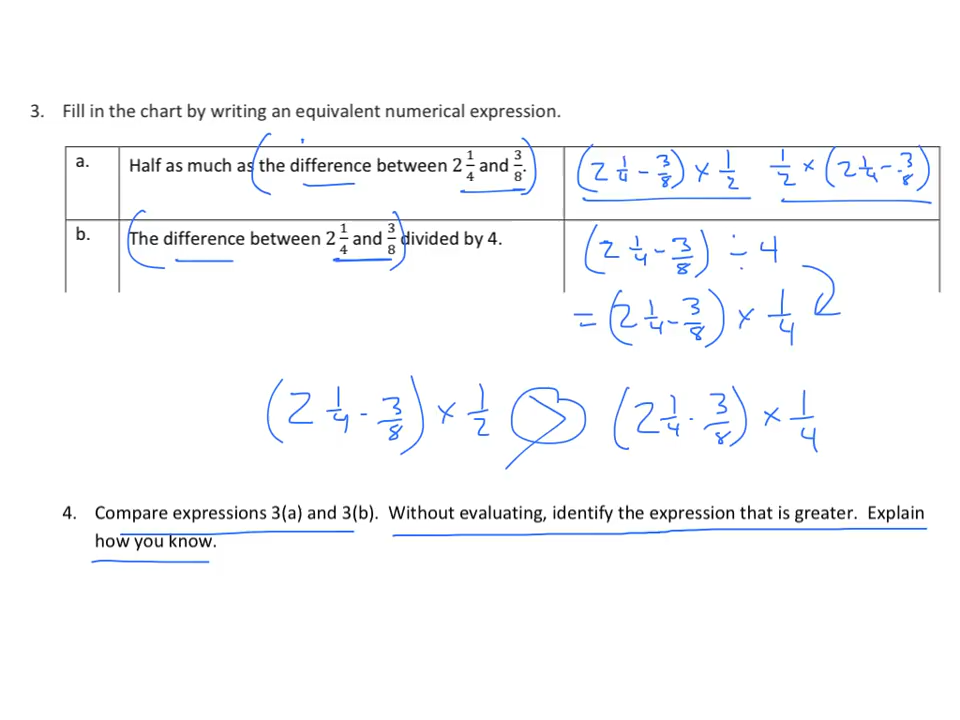 3. Fill in the chart by writing an equivalent numerical expression.
a. Half as much as the difference between 2 1/4 and 3/8. (2 1/4 - 3/8) × 1/2 1/2 × (2 1/4 - 3/8)
b. The difference between 2 1/4 and 3/8 divided by 4. (2 1/4 - 3/8) ÷ 4
= (2 1/4 - 3/8) × 1/4
(2 1/4 - 3/8) × 1/2 > (2 1/4 - 3/8) × 1/4
4. Compare expressions 3(a) and 3(b). Without evaluating, identify the expression that is greater. Explain
how you know.